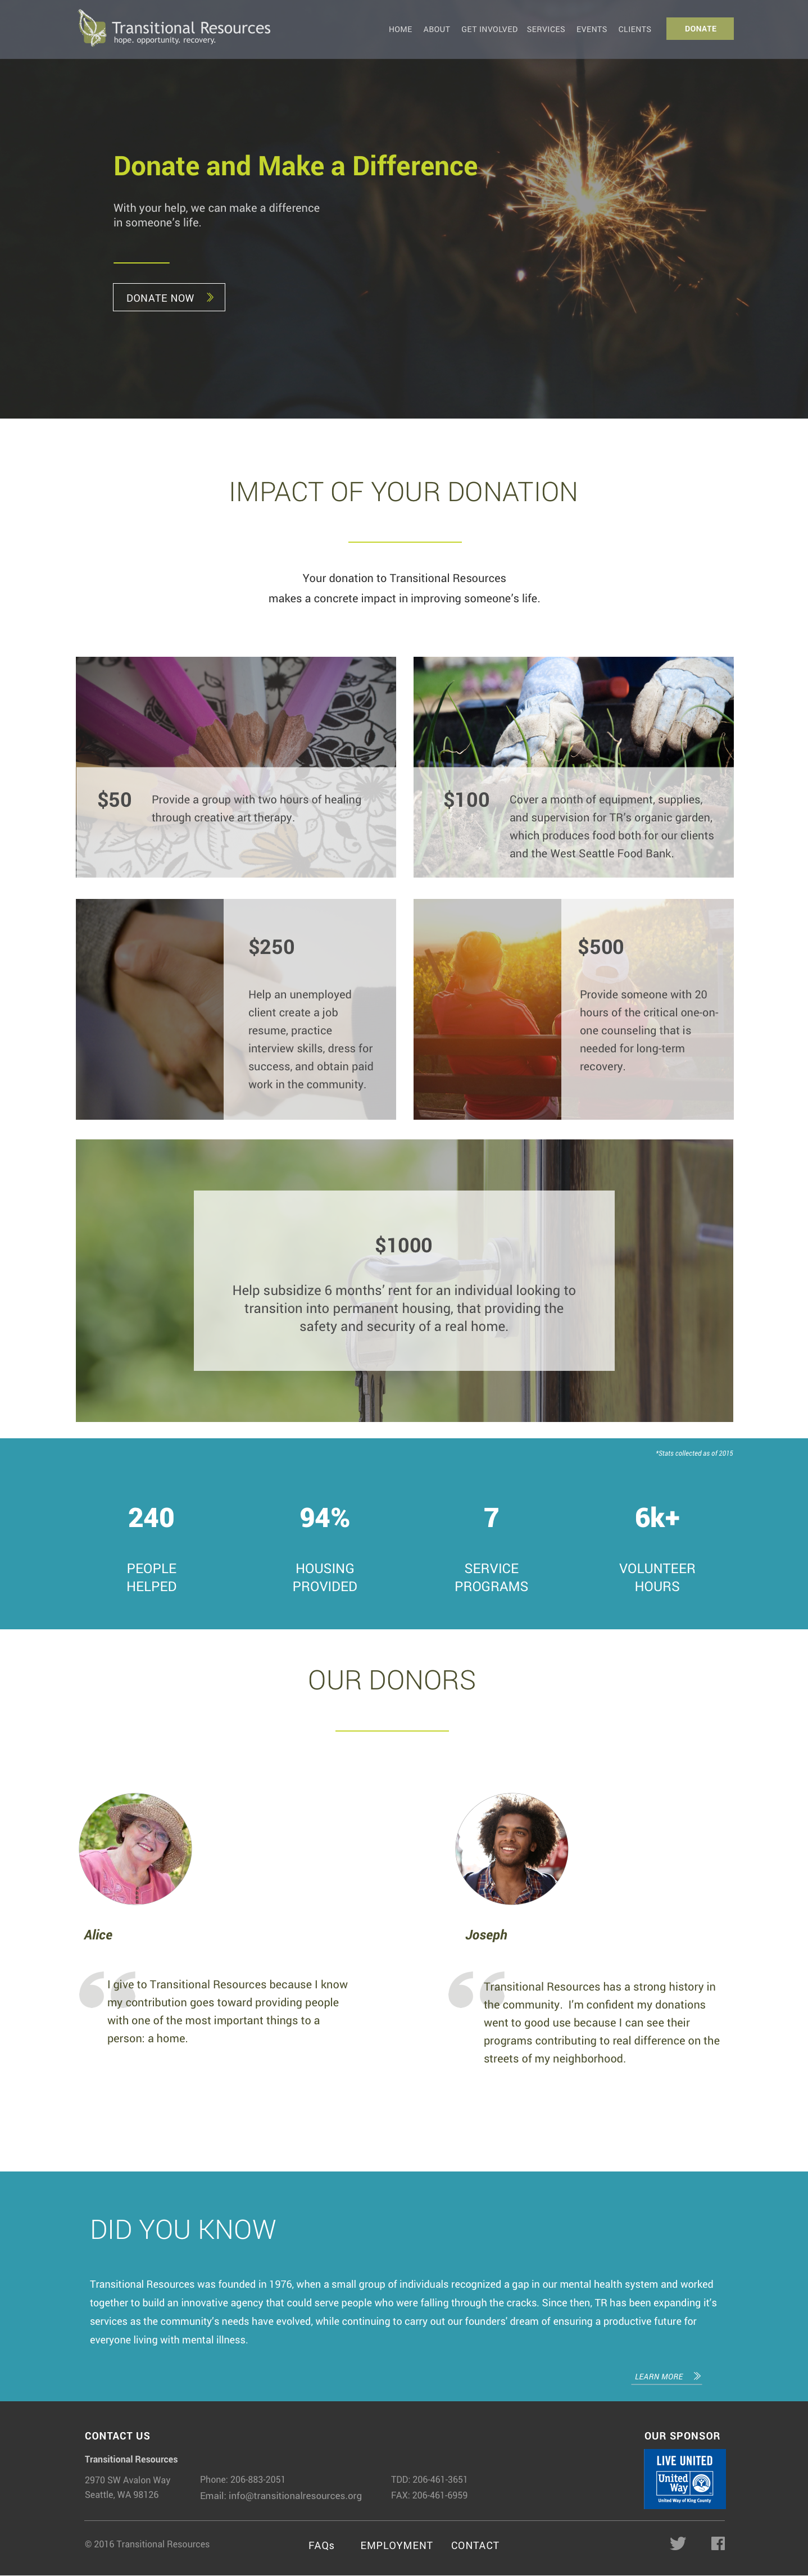 Transitional Resources
hope. opportunity. recovery.
HOME ABOUT GET INVOLVED SERVICES EVENTS CLIENTS DONATE
Donate and Make a Difference
With your help, we can make a difference
in someone's life.
DONATE NOW
IMPACT OF YOUR DONATION
Your donation to Transitional Resources
makes a concrete impact in improving someone's life.
$50
Provide a group with two hours of healing
through creative art therapy.
$100
Cover a month of equipment, supplies,
and supervision for TR's organic garden,
which produces food both for our clients
and the West Seattle Food Bank.
$250
Help an unemployed
client create a job
resume, practice
interview skills, dress for
success, and obtain paid
work in the community.
$500
Provide someone with 20
hours of the critical one-on-
one counseling that is
needed for long-term
recovery.
$1000
Help subsidize 6 months' rent for an individual looking to
transition into permanent housing, that providing the
safety and security of a real home.
*Stats collected as of 2015
240
PEOPLE
HELPED
94%
HOUSING
PROVIDED
7
SERVICE
PROGRAMS
6k+
VOLUNTEER
HOURS
OUR DONORS
Alice
I give to Transitional Resources because I know
my contribution goes toward providing people
with one of the most important things to a
person: a home.
Joseph
Transitional Resources has a strong history in
the community.  I'm confident my donations
went to good use because I can see their
programs contributing to real difference on the
streets of my neighborhood.
DID YOU KNOW
Transitional Resources was founded in 1976, when a small group of individuals recognized a gap in our mental health system and worked
together to build an innovative agency that could serve people who were falling through the cracks. Since then, TR has been expanding it's
services as the community's needs have evolved, while continuing to carry out our founders' dream of ensuring a productive future for
everyone living with mental illness.
LEARN MORE
CONTACT US
Transitional Resources
2970 SW Avalon Way
Seattle, WA 98126
Phone: 206-883-2051
Email: info@transitionalresources.org
TDD: 206-461-3651
FAX: 206-461-6959
OUR SPONSOR
LIVE UNITED
United
Way
United Way of King County
© 2016 Transitional Resources
FAQs EMPLOYMENT CONTACT